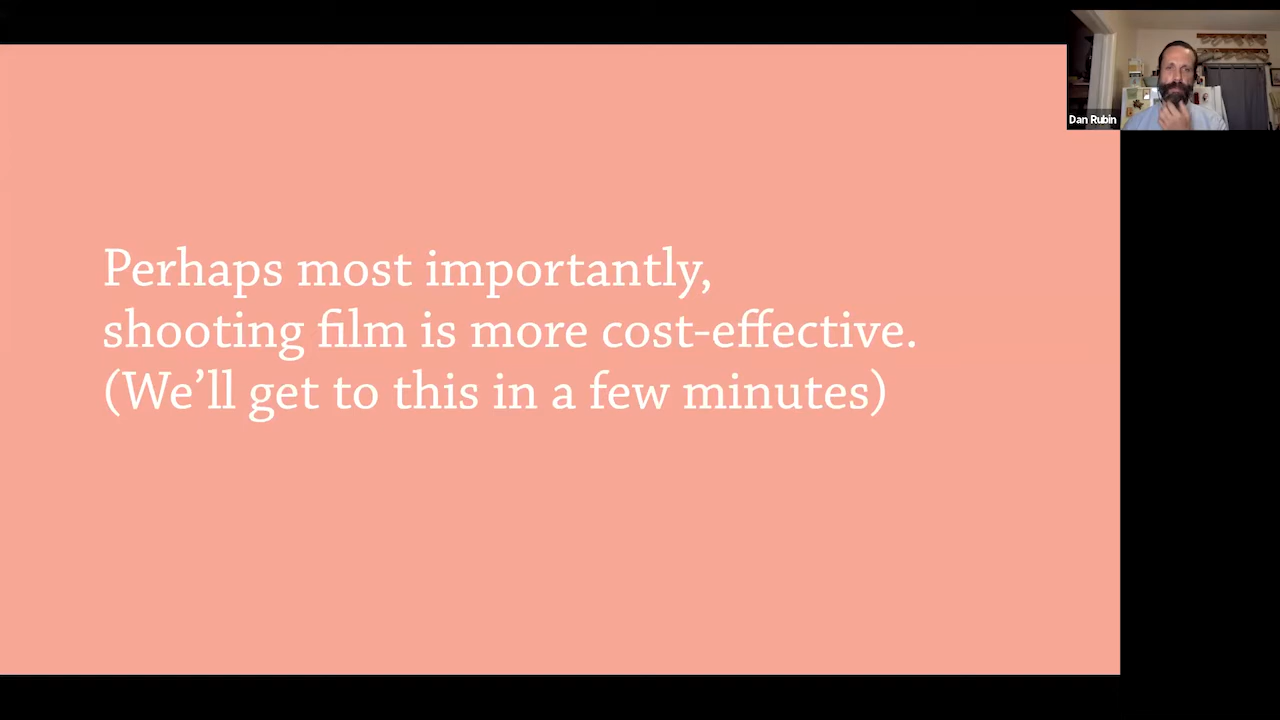 Perhaps most importantly,
shooting film is more cost-effective.
(We’ll get to this in a few minutes)
Dan Rubin